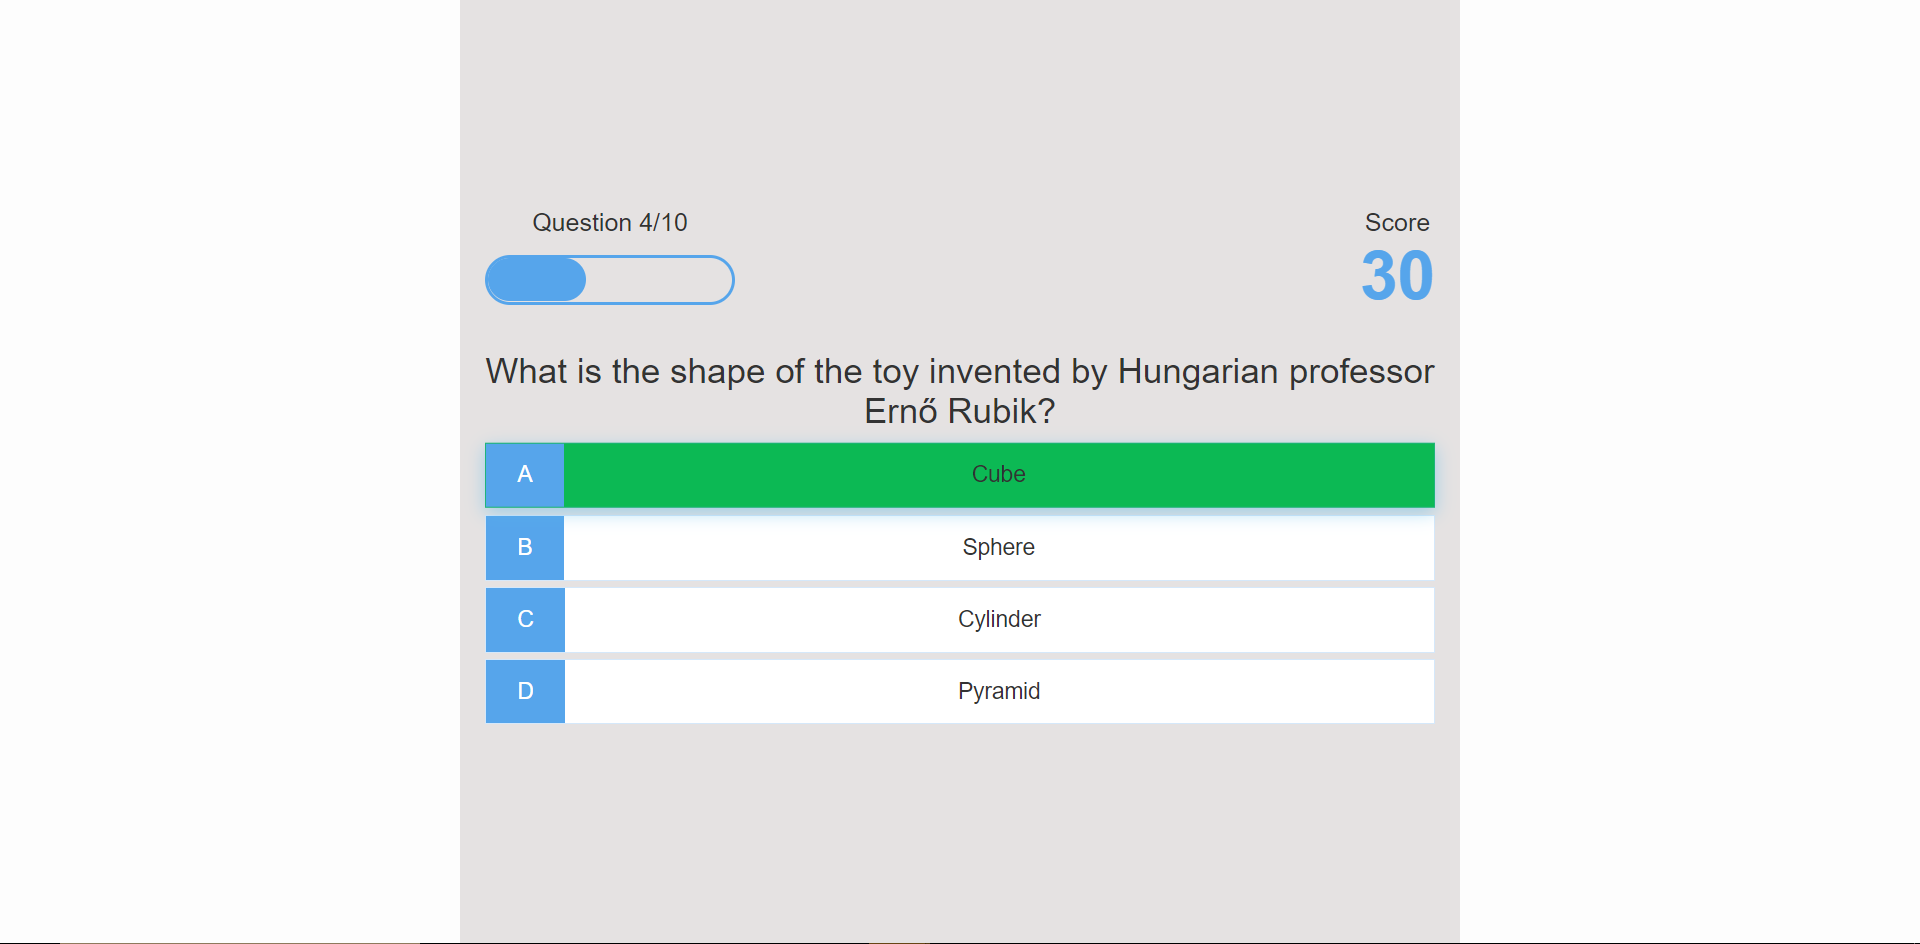 Question 4/10
Score
30
What is the shape of the toy invented by Hungarian professor
Ernő Rubik?
A Cube
B Sphere
C Cylinder
D Pyramid